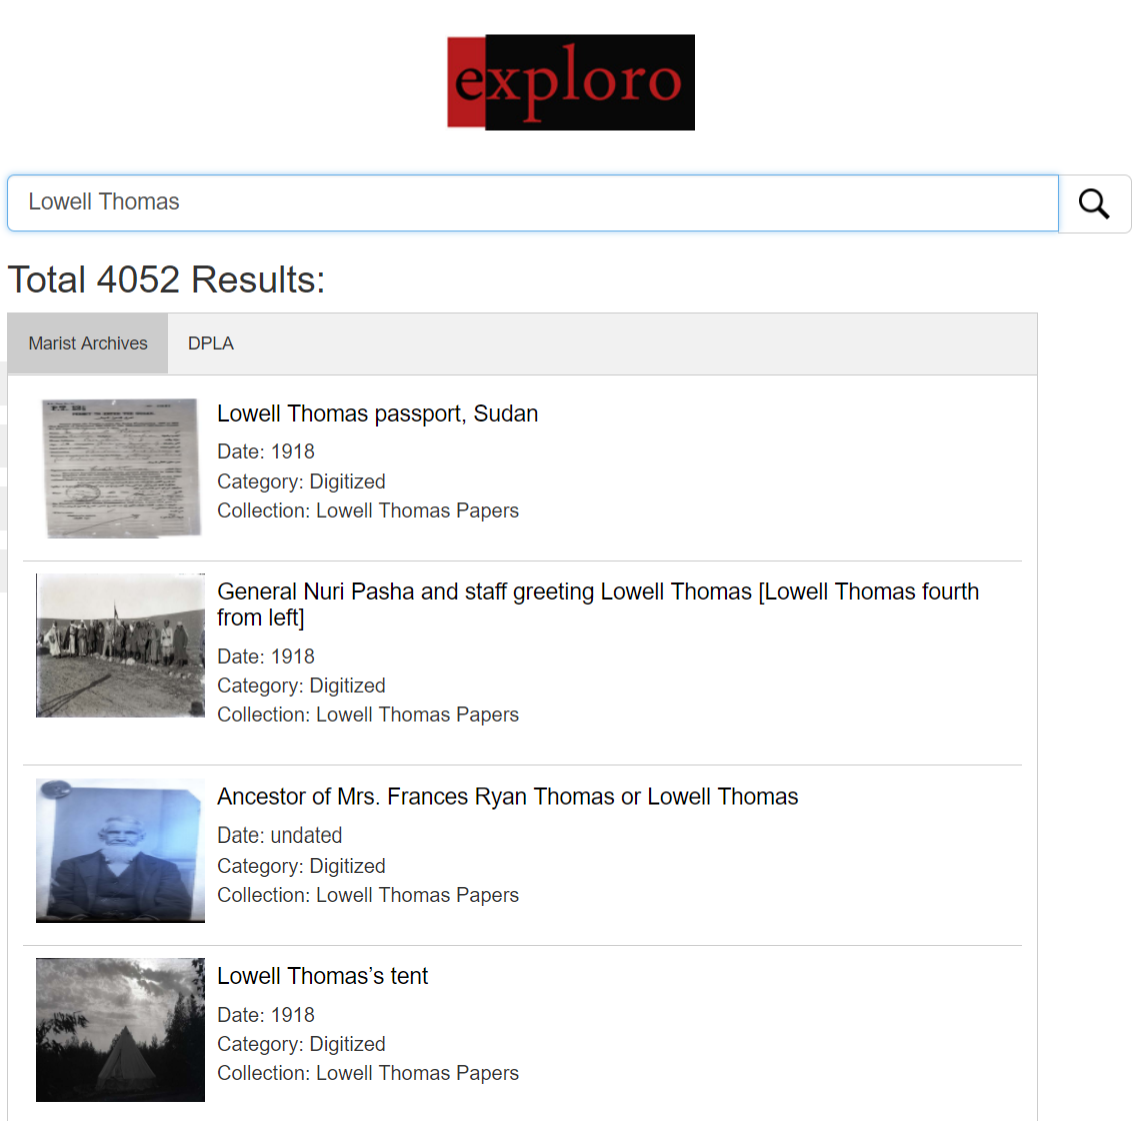 exploro
Lowell Thomas
Total 4052 Results:
Marist Archives DPLA
Lowell Thomas passport, Sudan
Date: 1918
Category: Digitized
Collection: Lowell Thomas Papers
General Nuri Pasha and staff greeting Lowell Thomas [Lowell Thomas fourth
from left]
Date: 1918
Category: Digitized
Collection: Lowell Thomas Papers
Ancestor of Mrs. Frances Ryan Thomas or Lowell Thomas
Date: undated
Category: Digitized
Collection: Lowell Thomas Papers
Lowell Thomas’s tent
Date: 1918
Category: Digitized
Collection: Lowell Thomas Papers